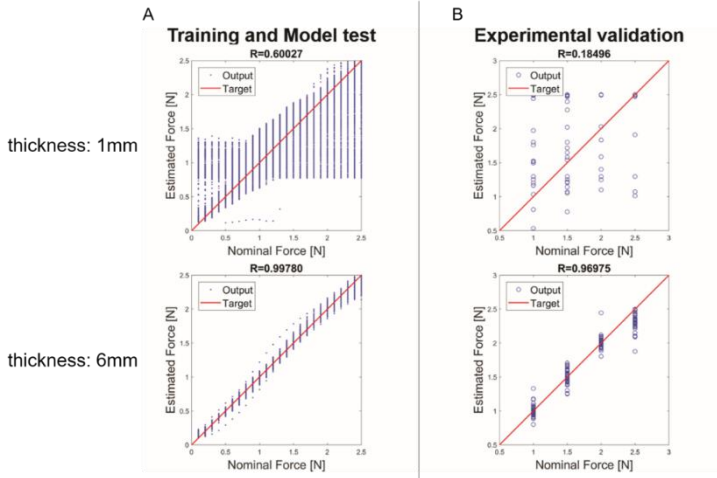 A
B
Training and Model test
Experimental validation
thickness: 1mm
R=0.60027
Output
Target
Estimated Force [N]
2.5
2
1.5
1
0.5
0
0 0.5 1 1.5 2 2.5
Nominal Force [N]
R=0.18496
Output
Target
Estimated Force [N]
3
2.5
2
1.5
1
0.5
0.5 1 1.5 2 2.5 3
Nominal Force [N]
thickness: 6mm
R=0.99780
Output
Target
Estimated Force [N]
2.5
2
1.5
1
0.5
0
0 0.5 1 1.5 2 2.5
Nominal Force [N]
R=0.96975
Output
Target
Estimated Force [N]
3
2.5
2
1.5
1
0.5
0.5 1 1.5 2 2.5 3
Nominal Force [N]